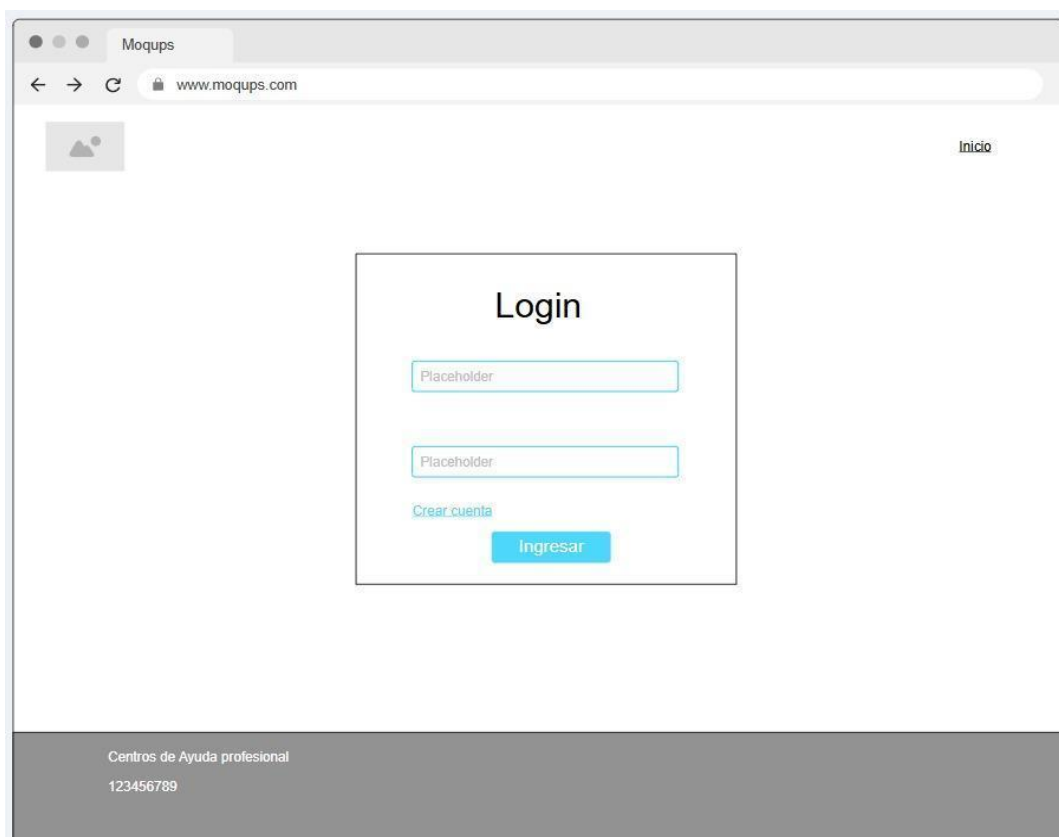 Moqups
www.moqups.com
Inicio
Login
Placeholder
Placeholder
Crear cuenta
Ingresar
Centros de Ayuda profesional
123456789